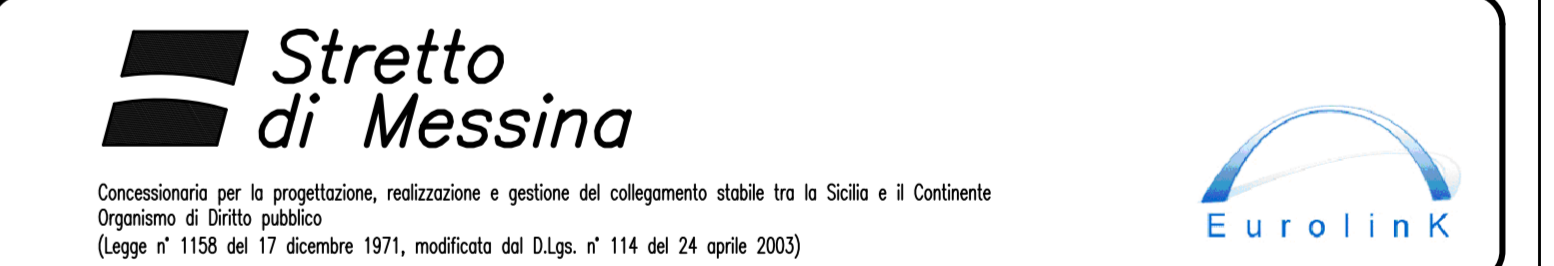 Stretto
di Messina
Concessionaria per la progettazione, realizzazione e gestione del collegamento stabile tra la Sicilia e il Continente
Organismo di Diritto pubblico
(Legge n° 1158 del 17 dicembre 1971, modificata dal D.Lgs. n° 114 del 24 aprile 2003)
EurolinK